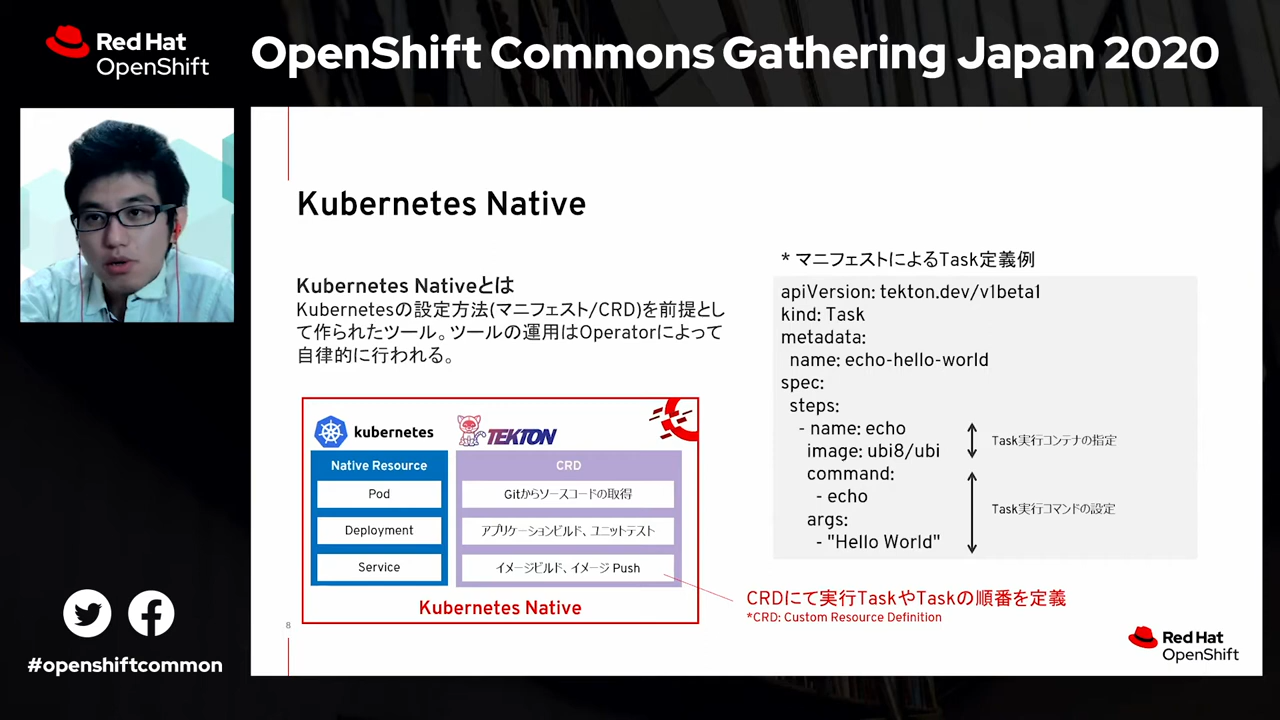 Red Hat
OpenShift
OpenShift Commons Gathering Japan 2020
Kubernetes Native
Kubernetes Nativeとは
Kubernetesの設定方法(マニフェスト/CRD)を前提とし
て作られたツール。ツールの運用はOperatorによって
自律的に行われる。
kubernetes
TEKTON
Native Resource
Pod
Deployment
Service
CRD
Gitからソースコードの取得
アプリケーションビルド、ユニットテスト
イメージビルド、イメージ Push
Kubernetes Native
* マニフェストによるTask定義例
apiVersion: tekton.dev/v1beta1
kind: Task
metadata:
name: echo-hello-world
spec:
steps:
- name: echo
image: ubi8/ubi
command:
- echo
args:
- "Hello World"
Task実行コンテナの指定
Task実行コマンドの設定
CRDにて実行TaskやTaskの順番を定義
*CRD: Custom Resource Definition
8
Red Hat
OpenShift
#openshiftcommon